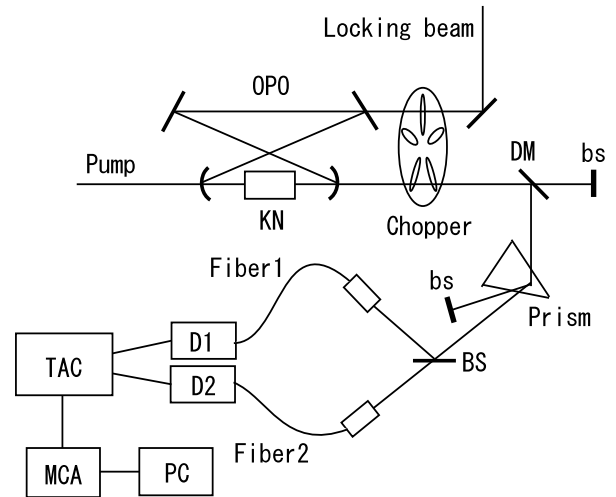 Locking beam
OPO
DM
bs
Pump
KN
Chopper
Fiber1
bs
Prism
D1
TAC
BS
D2
Fiber2
MCA
PC